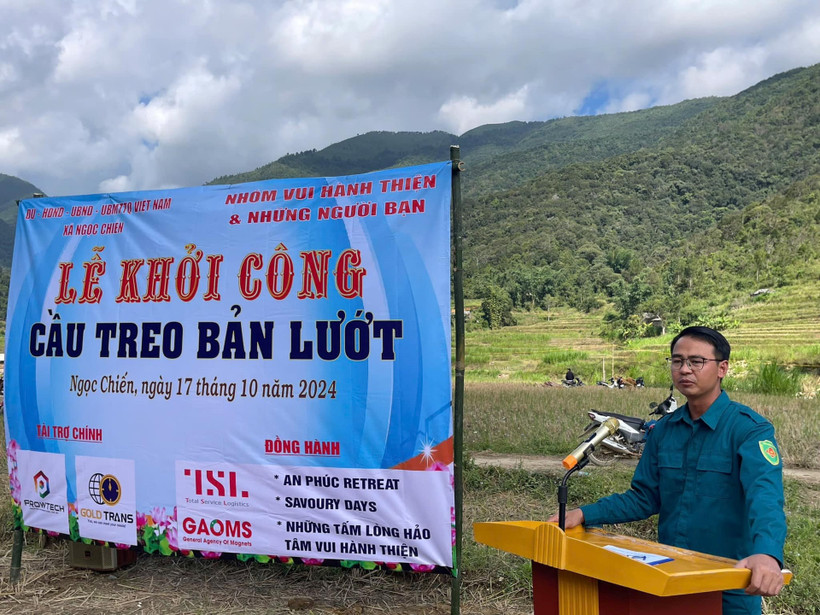 ĐU - HĐND - UBND - UBMTTQ VIỆT NAM
XÃ NGỌC CHIẾN
NHÓM VUI HÀNH THIỆN
& NHỮNG NGƯỜI BẠN
LỄ KHỞI CÔNG
CẦU TREO BẢN LƯỚT
Ngọc Chiến, ngày 17 tháng 10 năm 2024
TÀI TRỢ CHÍNH
ĐỒNG HÀNH
PROWTECH
GOLD TRANS
TSL
Total Service Logistics
GAOMS
General Agency Of Magnets
* AN PHÚC RETREAT
* SAVOURY DAYS
* NHỮNG TẤM LÒNG HẢO
TÂM VUI HÀNH THIỆN